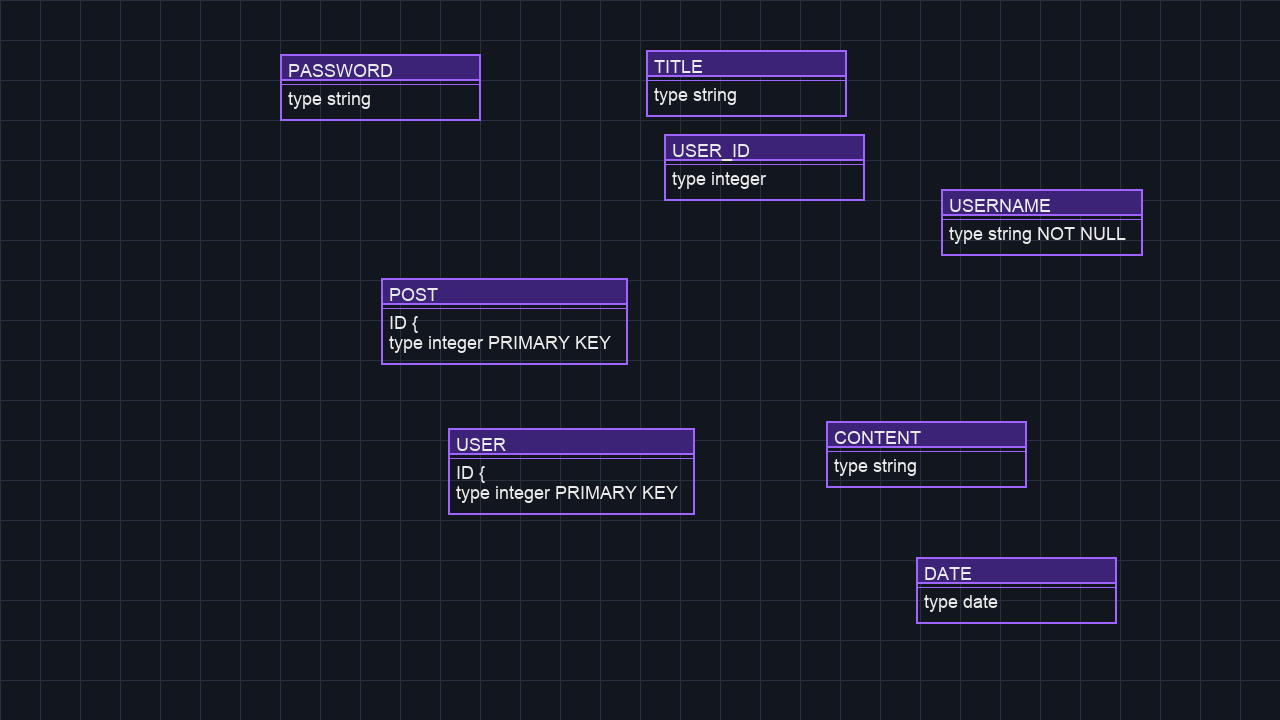 PASSWORD
type string
TITLE
type string
USER_ID
type integer
USERNAME
type string NOT NULL
POST
ID {
type integer PRIMARY KEY
USER
ID {
type integer PRIMARY KEY
CONTENT
type string
DATE
type date